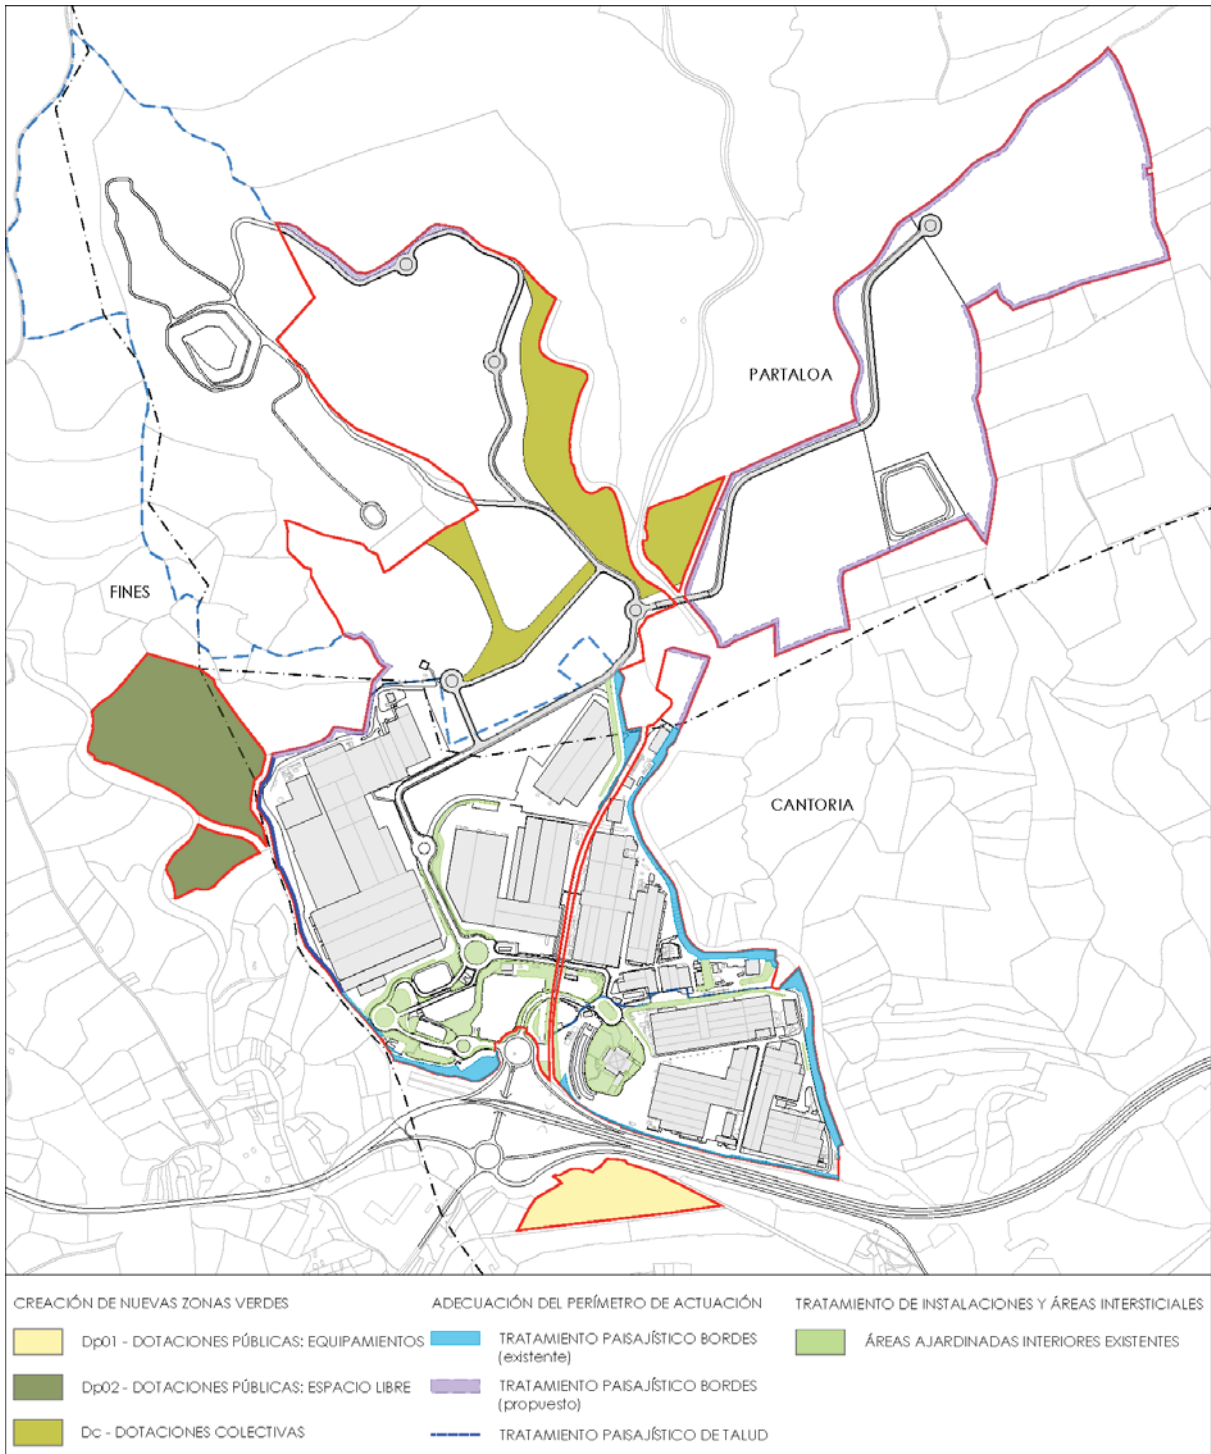 PARTALOA
FINES
CANTORIA
CREACIÓN DE NUEVAS ZONAS VERDES
Dp01 - DOTACIONES PÚBLICAS: EQUIPAMIENTOS
Dp02 - DOTACIONES PÚBLICAS: ESPACIO LIBRE
Dc - DOTACIONES COLECTIVAS
ADECUACIÓN DEL PERÍMETRO DE ACTUACIÓN
TRATAMIENTO PAISAJÍSTICO BORDES
(existente)
TRATAMIENTO PAISAJÍSTICO BORDES
(propuesto)
TRATAMIENTO PAISAJÍSTICO DE TALUD
TRATAMIENTO DE INSTALACIONES Y ÁREAS INTERSTICIALES
ÁREAS AJARDINADAS INTERIORES EXISTENTES